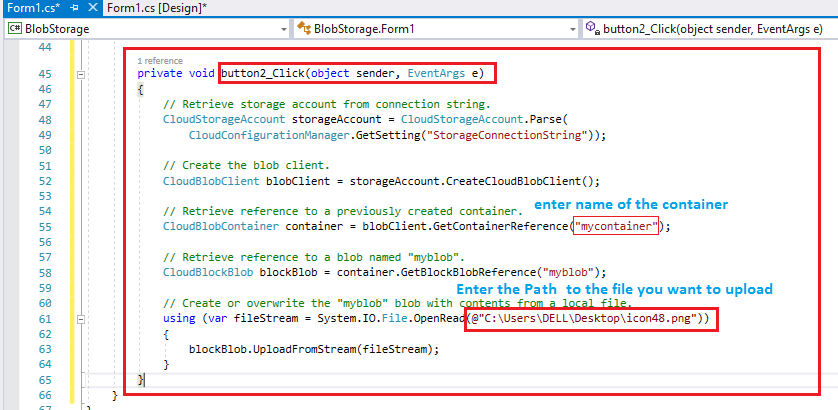 Form1.cs* Form1.cs [Design]*
C# BlobStorage BlobStorage.Form1 button2_Click(object sender, EventArgs e)
44
1 reference
45 private void button2_Click(object sender, EventArgs e)
46 {
47 // Retrieve storage account from connection string.
48 CloudStorageAccount storageAccount = CloudStorageAccount.Parse(
49 CloudConfigurationManager.GetSetting("StorageConnectionString"));
50
51 // Create the blob client.
52 CloudBlobClient blobClient = storageAccount.CreateCloudBlobClient();
53
enter name of the container
54 // Retrieve reference to a previously created container.
55 CloudBlobContainer container = blobClient.GetContainerReference("mycontainer");
56
57 // Retrieve reference to a blob named "myblob".
58 CloudBlockBlob blockBlob = container.GetBlockBlobReference("myblob");
59
Enter the Path to the file you want to upload
60 // Create or overwrite the "myblob" blob with contents from a local file.
61 using (var fileStream = System.IO.File.OpenRead(@"C:\Users\DELL\Desktop\icon48.png"))
62 {
63 blockBlob.UploadFromStream(fileStream);
64 }
65 }
66 }